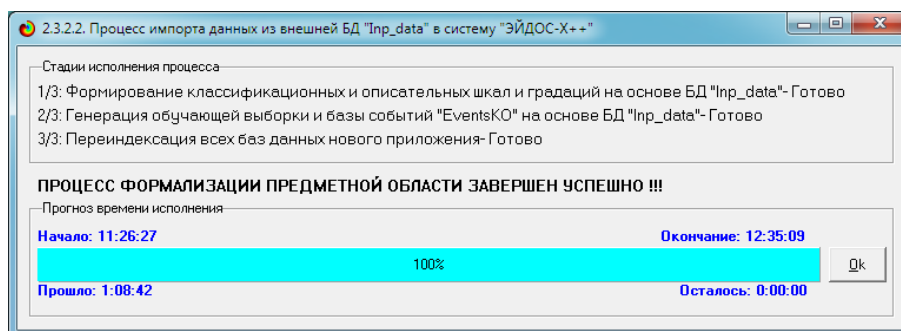 2.3.2.2. Процесс импорта данных из внешней БД "Inp_data" в систему "ЭЙДОС-X++"
Стадии исполнения процесса
1/3: Формирование классификационных и описательных шкал и градаций на основе БД "Inp_data"- Готово
2/3: Генерация обучающей выборки и базы событий "EventsKO" на основе БД "Inp_data"- Готово
3/3: Переиндексация всех баз данных нового приложения- Готово
ПРОЦЕСС ФОРМАЛИЗАЦИИ ПРЕДМЕТНОЙ ОБЛАСТИ ЗАВЕРШЕН УСПЕШНО !!!
Прогноз времени исполнения
Начало: 11:26:27 Окончание: 12:35:09
100% Ok
Прошло: 1:08:42 Осталось: 0:00:00